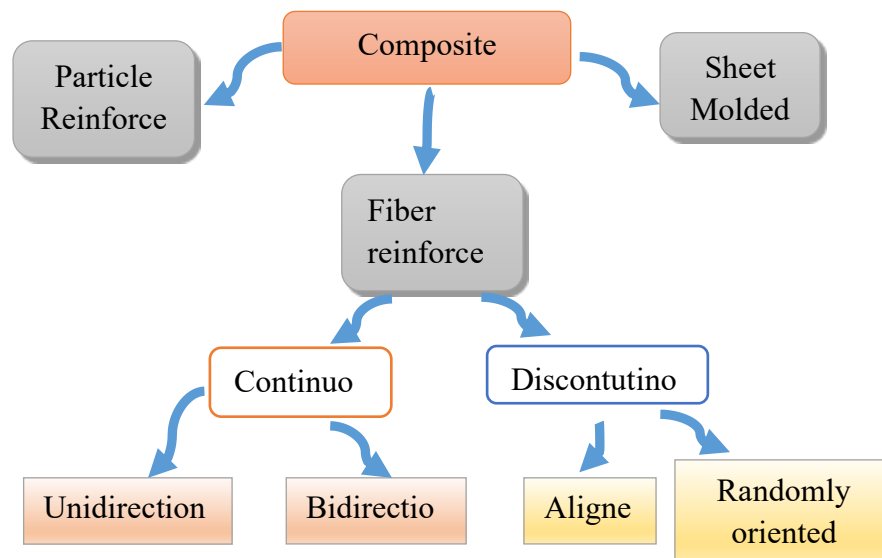 Composite
Particle
Reinforce
Sheet
Molded
Fiber
reinforce
Continuo
Discontutino
Unidirection
Bidirectio
Aligne
Randomly
oriented